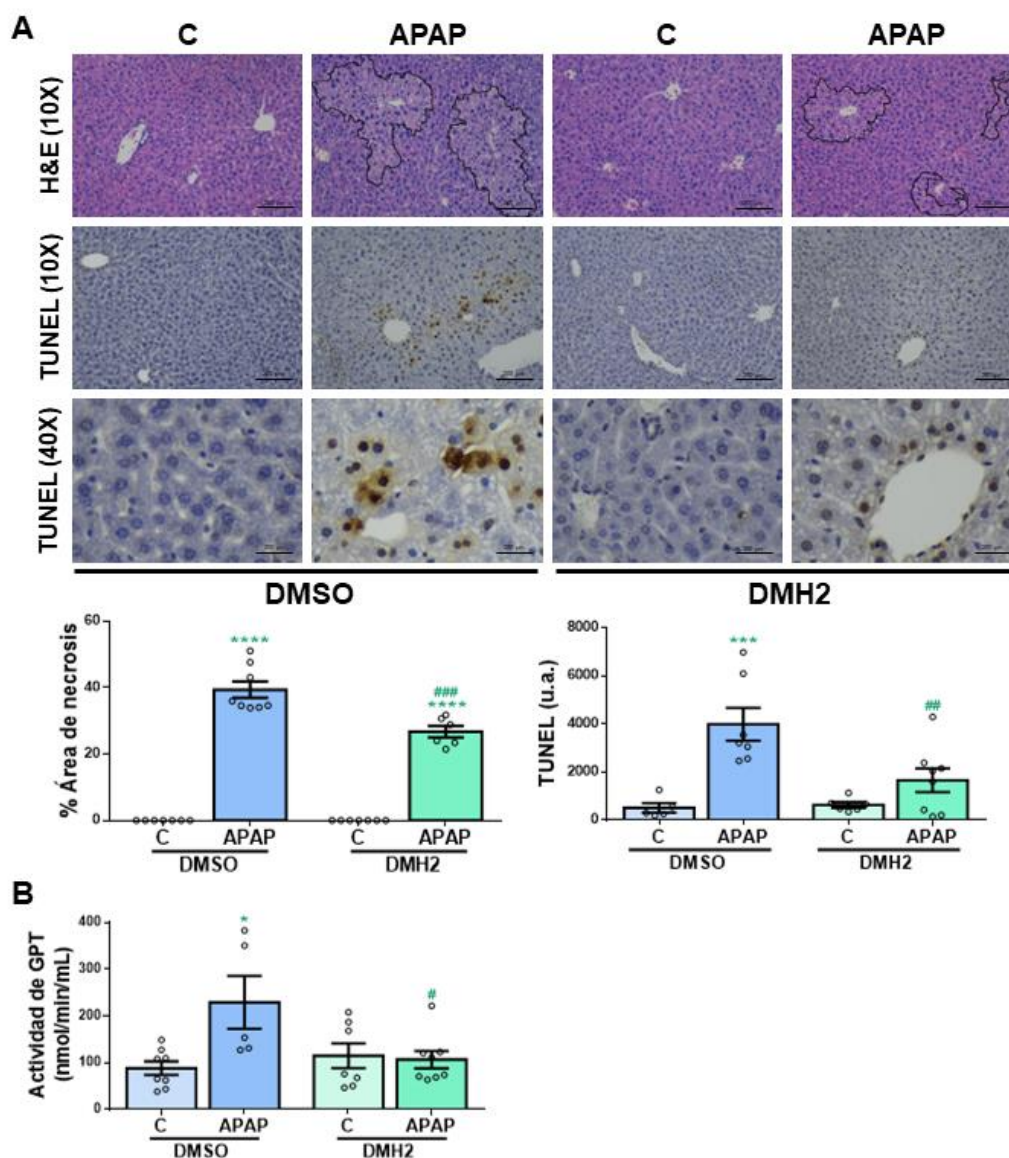 A
C APAP C APAP
H&E (10X)
TUNEL (10X)
TUNEL (40X)
DMSO DMH2
% Área de necrosis
60
40
20
0
****
###
****
C APAP C APAP
DMSO DMH2
TUNEL (u.a.)
8000
6000
4000
2000
0
***
##
C APAP C APAP
DMSO DMH2
B
Actividad de GPT
(nmol/min/mL)
400
300
200
100
0
*
#
C APAP C APAP
DMSO DMH2